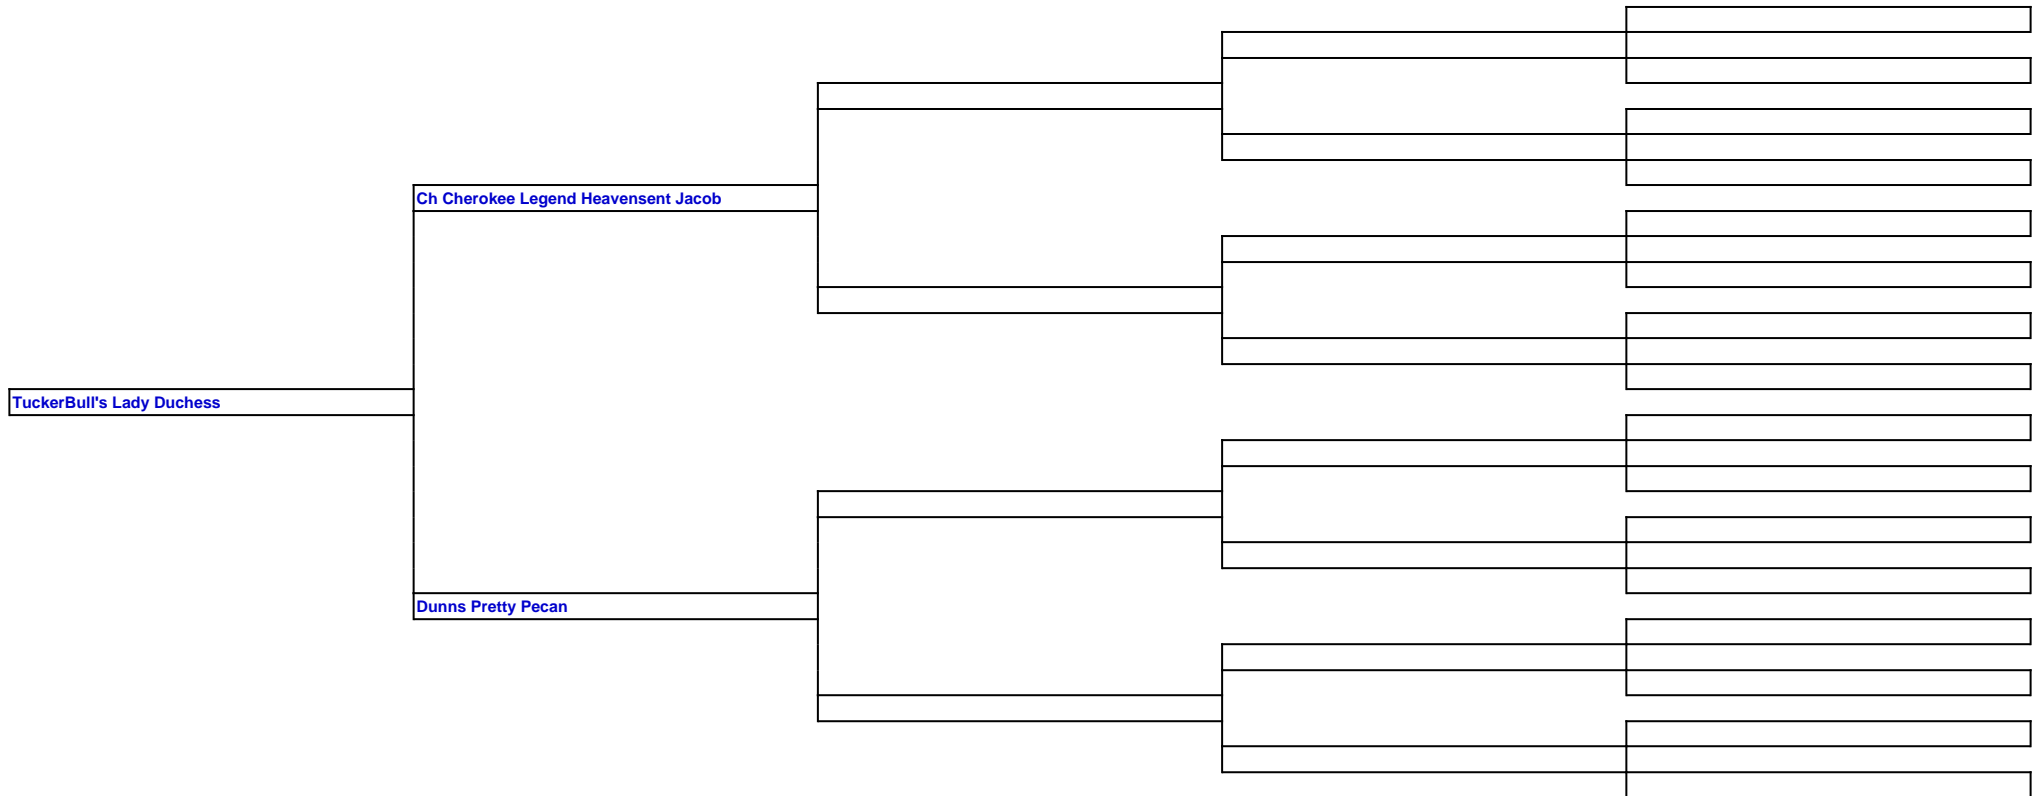 Ch Cherokee Legend Heavensent Jacob
TuckerBull's Lady Duchess
Dunns Pretty Pecan